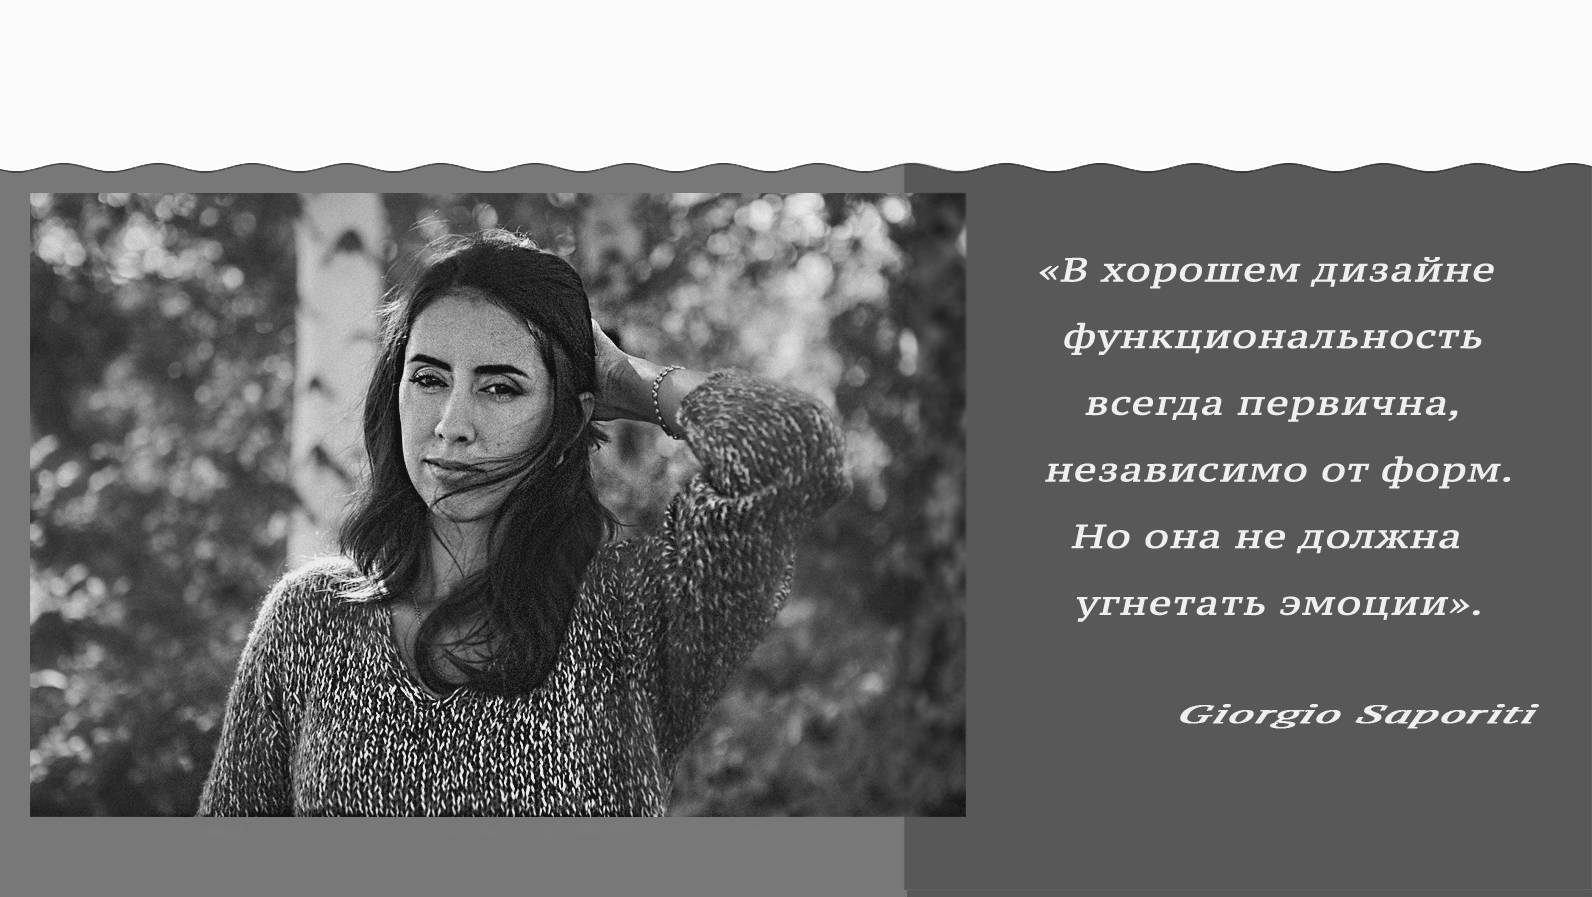 «В хорошем дизайне
функциональность
всегда первична,
независимо от форм.
Но она не должна
угнетать эмоции».
Giorgio Saporiti